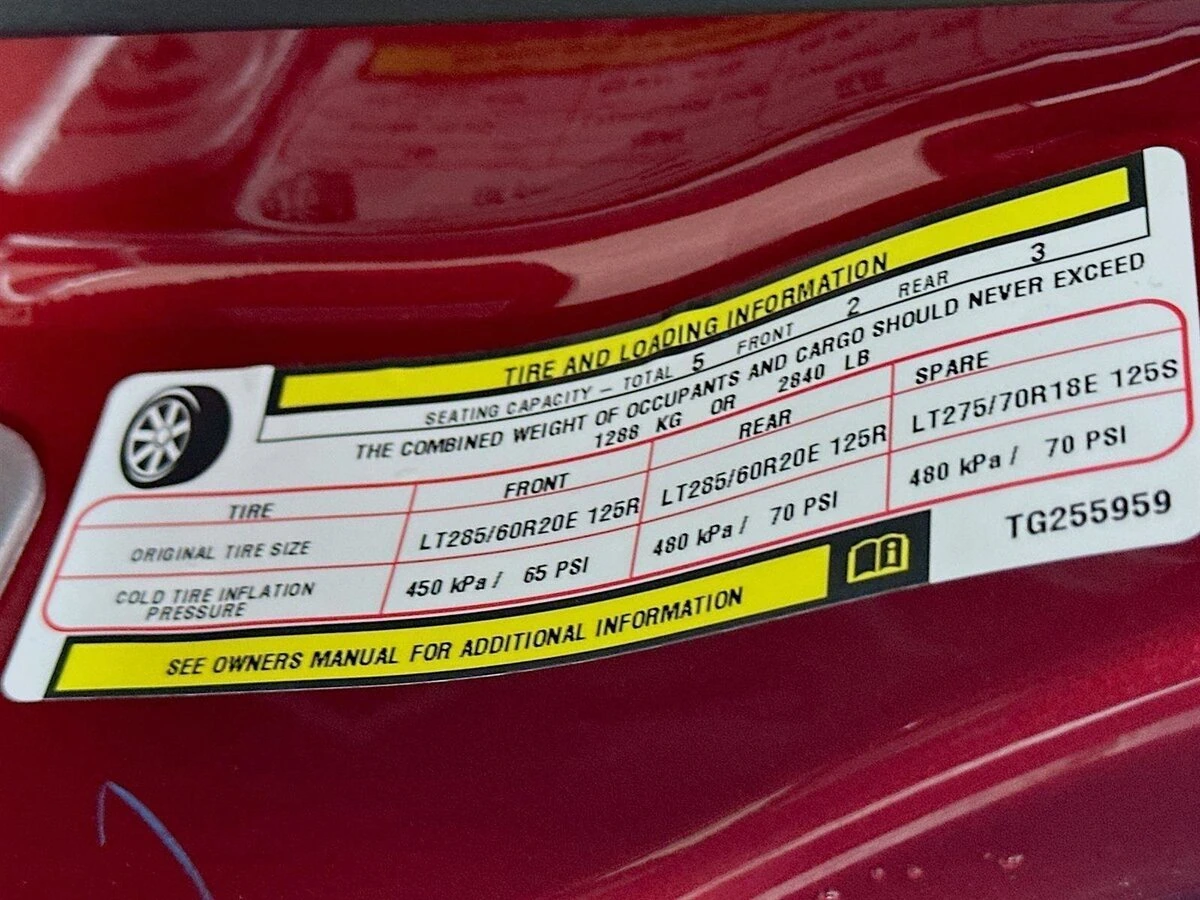 TIRE AND LOADING INFORMATION
SEATING CAPACITY – TOTAL 5 FRONT 2 REAR 3
THE COMBINED WEIGHT OF OCCUPANTS AND CARGO SHOULD NEVER EXCEED
1288 KG OR 2840 LB
TIRE FRONT REAR SPARE
ORIGINAL TIRE SIZE LT285/60R20E 125R LT285/60R20E 125R LT275/70R18E 125S
COLD TIRE INFLATION PRESSURE 450 kPa / 65 PSI 480 kPa / 70 PSI 480 kPa / 70 PSI
SEE OWNERS MANUAL FOR ADDITIONAL INFORMATION
TG255959